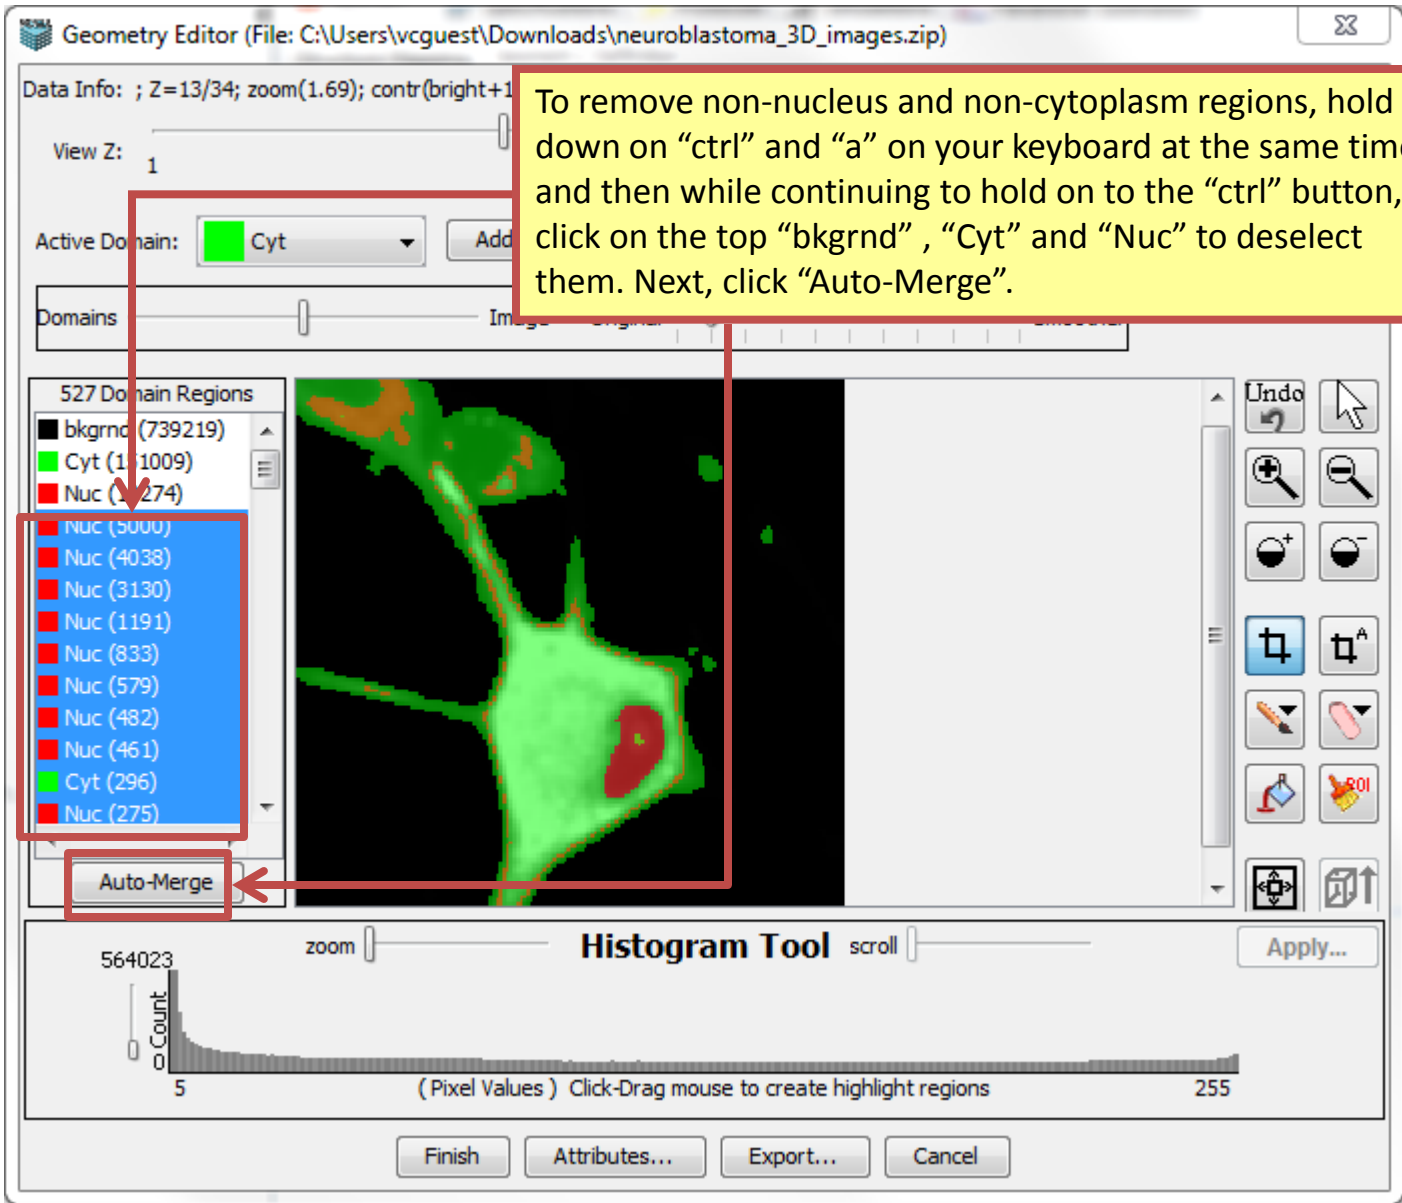 Geometry Editor (File: C:\Users\vcguest\Downloads\neuroblastoma_3D_images.zip)
Data Info: ; Z=13/34; zoom(1.69); contr(bright+1
To remove non-nucleus and non-cytoplasm regions, hold
down on “ctrl” and “a” on your keyboard at the same time
and then while continuing to hold on to the “ctrl” button,
click on the top “bkgrnd” , “Cyt” and “Nuc” to deselect
them. Next, click “Auto-Merge”.
View Z:
1
Active Domain:
Cyt
Add
Domains
527 Domain Regions
bkgrnd (739219)
Cyt (151009)
Nuc
Nuc (5000)
Nuc (4038)
Nuc (3130)
Nuc (1191)
Nuc (833)
Nuc (579)
Nuc (482)
Nuc (461)
Cyt (296)
Nuc (275)
Auto-Merge
Undo
A
ROI
zoom
Histogram Tool
scroll
Apply...
564023
Count
0
5
( Pixel Values ) Click-Drag mouse to create highlight regions
255
Finish
Attributes...
Export...
Cancel